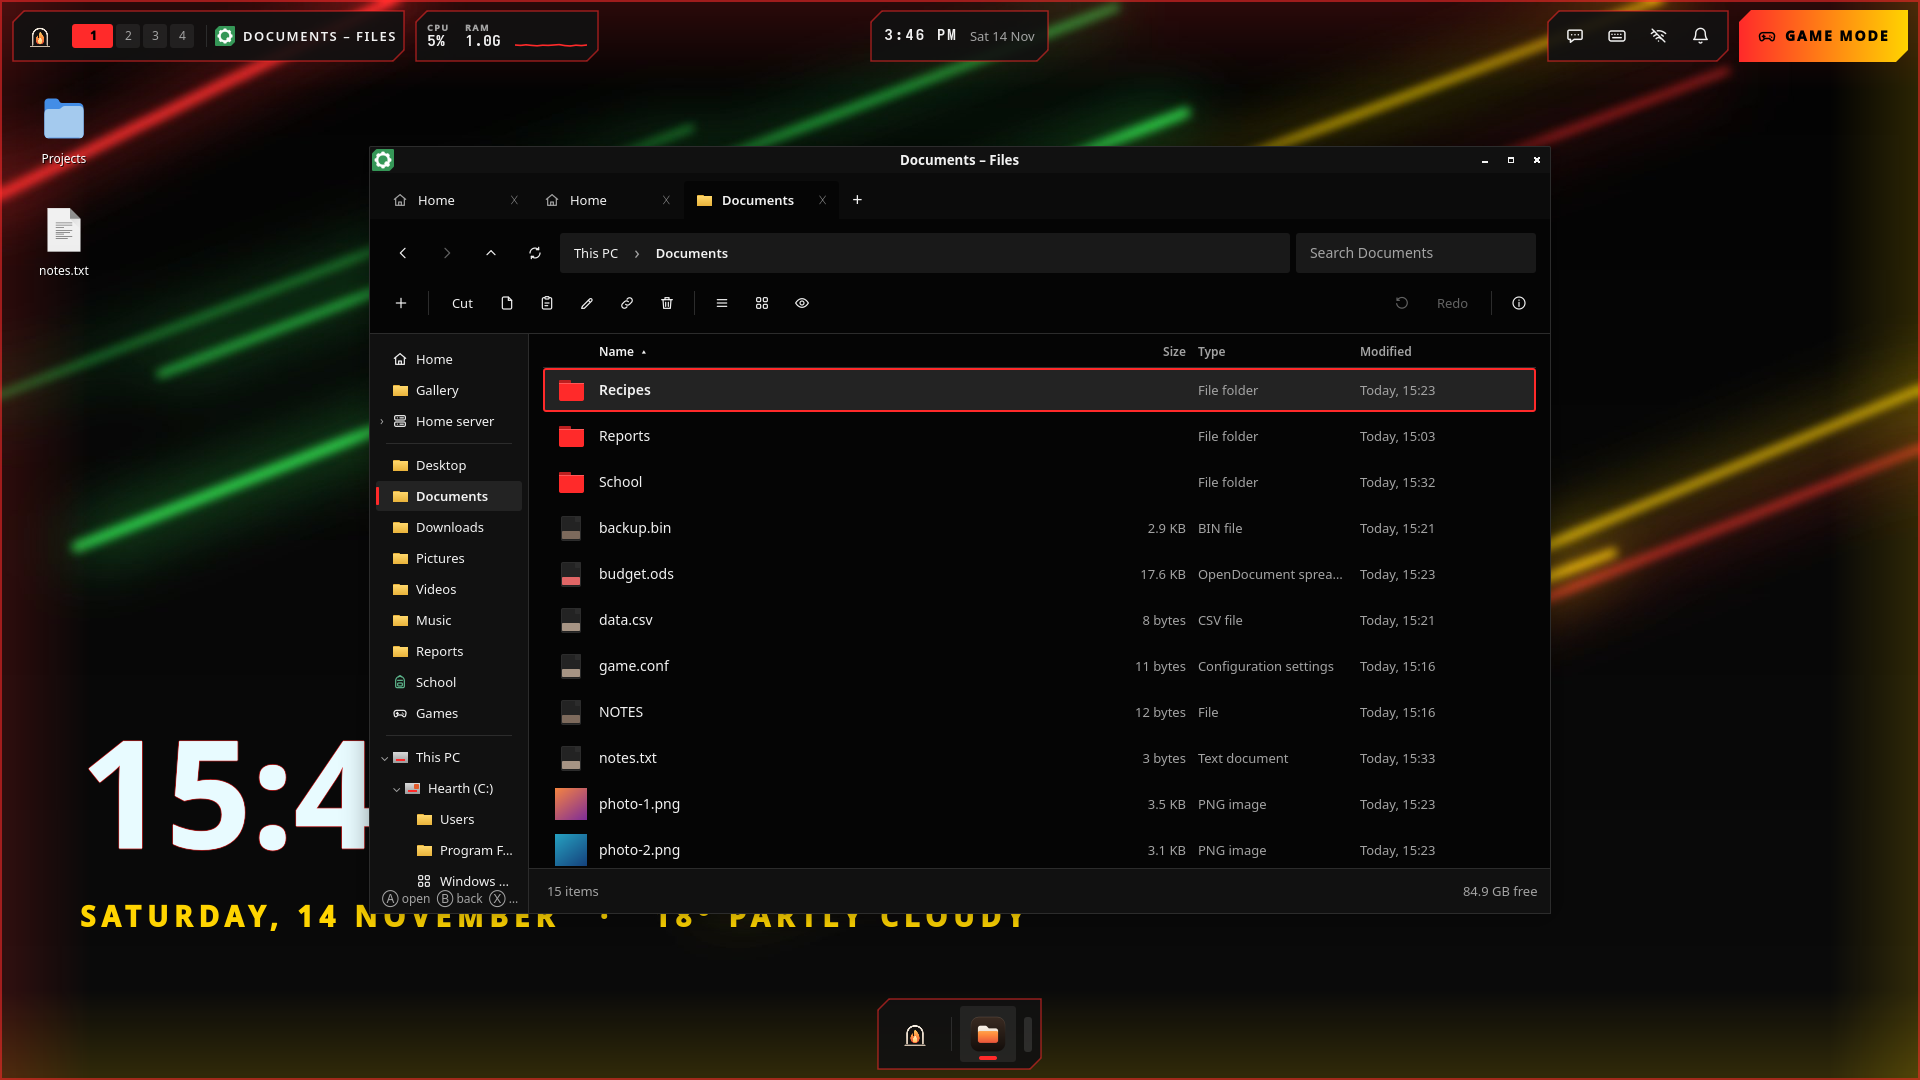 1 2 3 4 DOCUMENTS – FILES
CPU 5% RAM 1.0G
3:46 PM Sat 14 Nov
GAME MODE
Projects
notes.txt
Documents – Files
Home X Home X Documents X +
This PC › Documents
Search Documents
Cut
Redo
Home
Gallery
Home server
Desktop
Documents
Downloads
Pictures
Videos
Music
Reports
School
Games
This PC
Hearth (C:)
Users
Program F...
Windows ...
A open B back X ...
Name Size Type Modified
Recipes File folder Today, 15:23
Reports File folder Today, 15:03
School File folder Today, 15:32
backup.bin 2.9 KB BIN file Today, 15:21
budget.ods 17.6 KB OpenDocument sprea... Today, 15:23
data.csv 8 bytes CSV file Today, 15:21
game.conf 11 bytes Configuration settings Today, 15:16
NOTES 12 bytes File Today, 15:16
notes.txt 3 bytes Text document Today, 15:33
photo-1.png 3.5 KB PNG image Today, 15:23
photo-2.png 3.1 KB PNG image Today, 15:23
15 items 84.9 GB free
15:4
SATURDAY, 14 NOVEMBER · 18° PARTLY CLOUDY